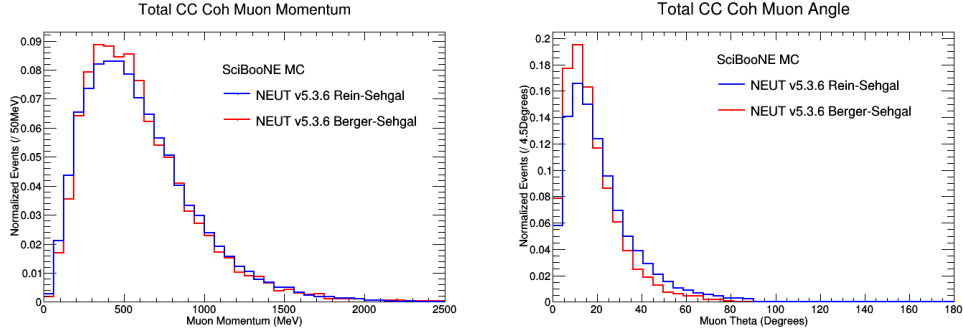 Total CC Coh Muon Momentum
Normalized Events (/ 50MeV)
0.09
0.08
0.07
0.06
0.05
0.04
0.03
0.02
0.01
0
SciBooNE MC
NEUT v5.3.6 Rein-Sehgal
NEUT v5.3.6 Berger-Sehgal
0 500 1000 1500 2000 2500
Muon Momentum (MeV)
Total CC Coh Muon Angle
Normalized Events (/ 4.5Degrees)
0.2
0.18
0.16
0.14
0.12
0.1
0.08
0.06
0.04
0.02
0
SciBooNE MC
NEUT v5.3.6 Rein-Sehgal
NEUT v5.3.6 Berger-Sehgal
0 20 40 60 80 100 120 140 160 180
Muon Theta (Degrees)